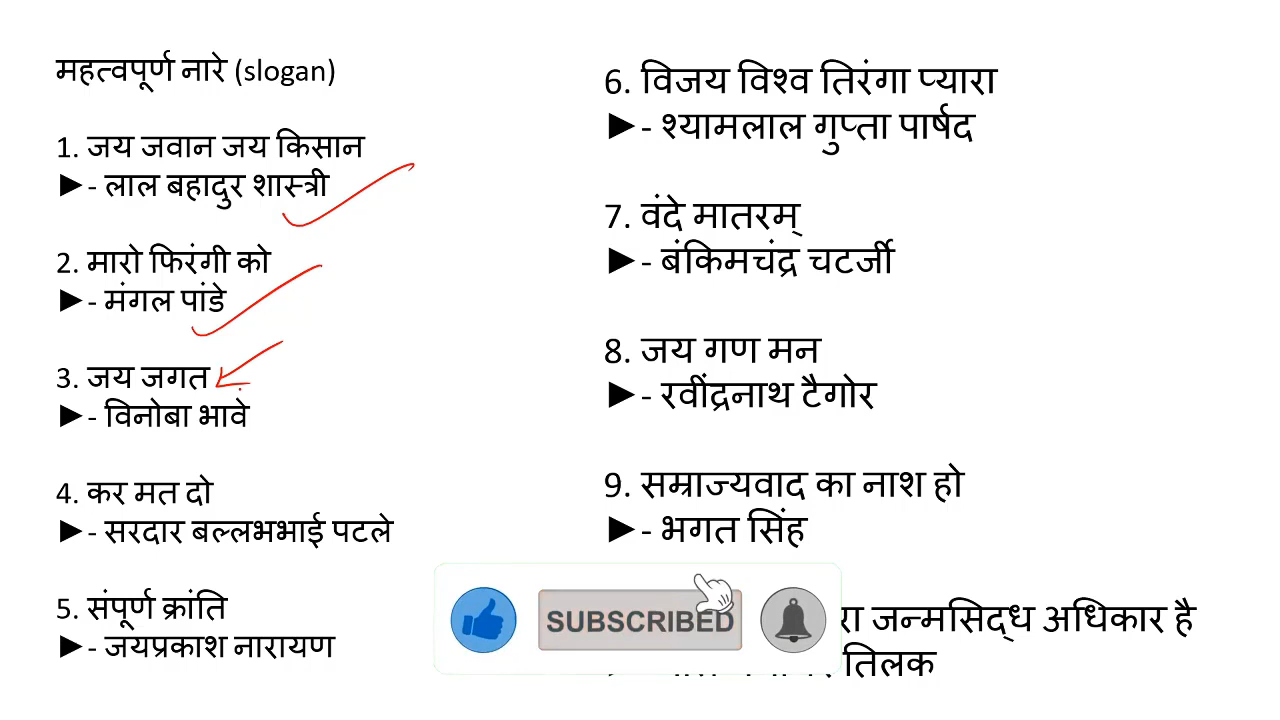 महत्वपूर्ण नारे (slogan)
1. जय जवान जय किसान
►- लाल बहादुर शास्त्री
2. मारो फिरंगी को
►- मंगल पांडे
3. जय जगत
►- विनोबा भावे
4. कर मत दो
►- सरदार बल्लभभाई पटले
5. संपूर्ण क्रांति
►- जयप्रकाश नारायण
6. विजय विश्व तिरंगा प्यारा
►- श्यामलाल गुप्ता पार्षद
7. वंदे मातरम्
►- बंकिमचंद्र चटर्जी
8. जय गण मन
►- रवींद्रनाथ टैगोर
9. सम्राज्यवाद का नाश हो
►- भगत सिंह
जन्मसिद्ध अधिकार है
तिलक
SUBSCRIBED